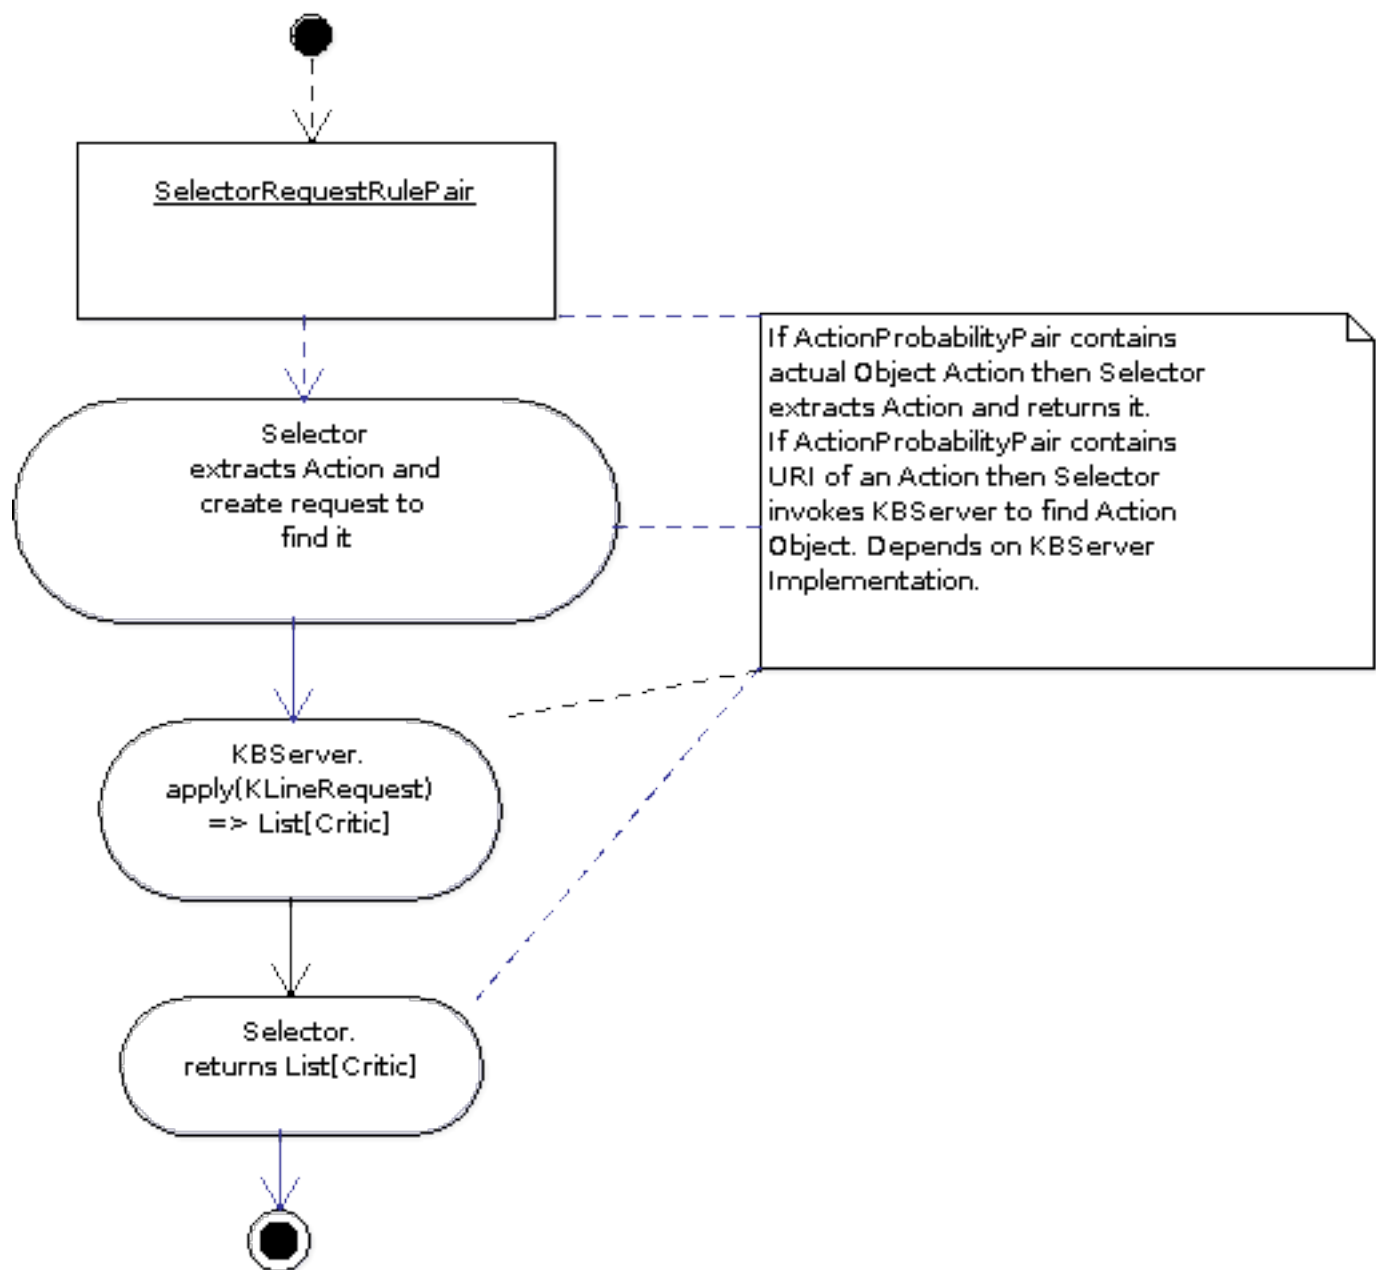 SelectorRequestRulePair
If ActionProbabilityPair contains
actual Object Action then Selector
extracts Action and returns it.
If ActionProbabilityPair contains
URI of an Action then Selector
invokes KBServer to find Action
Object. Depends on KBServer
Implementation.
Selector
extracts Action and
create request to
find it
KBServer.
apply(KLineRequest)
=> List[Critic]
Selector.
returns List[Critic]